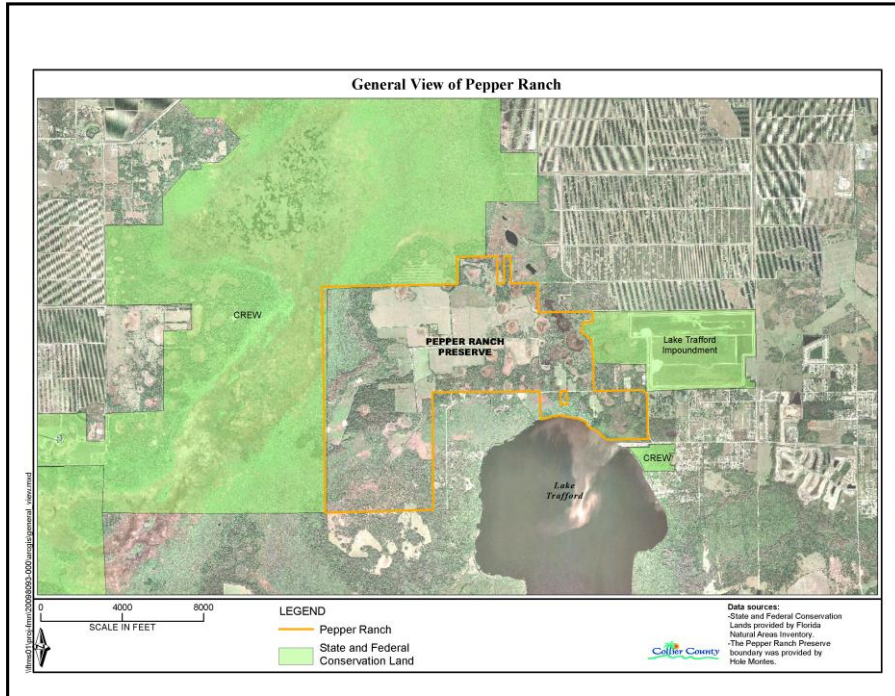 General View of Pepper Ranch
CREW
PEPPER RANCH
PRESERVE
Lake Trafford
Impoundment
CREW
Lake
Trafford
0 4000 8000
SCALE IN FEET
LEGEND
Pepper Ranch
State and Federal
Conservation Land
Collier County
Data sources:
-State and Federal Conservation
Lands provided by Florida
Natural Areas Inventory.
-The Pepper Ranch Preserve
boundary was provided by
Hole Montes.